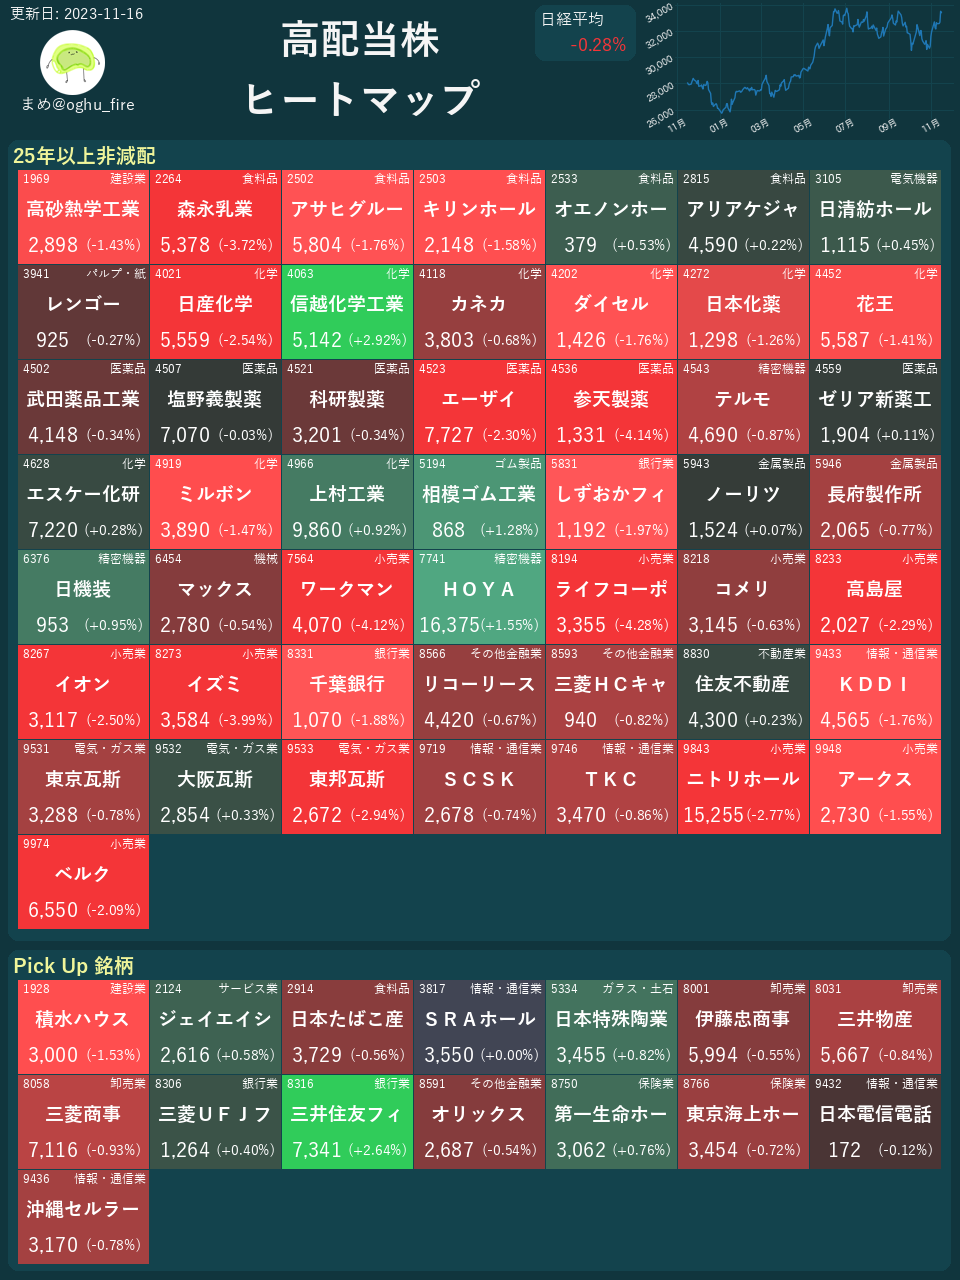 更新日: 2023-11-16
まめ@oghu_fire
高配当株
ヒートマップ
日経平均
-0.28%
34,000
32,000
30,000
28,000
26,000
11月 01月 03月 05月 07月 09月 11月
25年以上非減配
1969 建設業 2264 食料品 2502 食料品 2503 食料品 2533 食料品 2815 食料品 3105 電気機器
高砂熱学工業 森永乳業 アサヒグルー キリンホール オエノンホー アリアケジャ 日清紡ホール
2,898 (-1.43%) 5,378 (-3.72%) 5,804 (-1.76%) 2,148 (-1.58%) 379 (+0.53%) 4,590 (+0.22%) 1,115 (+0.45%)
3941 パルプ・紙 4021 化学 4063 化学 4118 化学 4202 化学 4272 化学 4452 化学
レンゴー 日産化学 信越化学工業 カネカ ダイセル 日本化薬 花王
925 (-0.27%) 5,559 (-2.54%) 5,142 (+2.92%) 3,803 (-0.68%) 1,426 (-1.76%) 1,298 (-1.26%) 5,587 (-1.41%)
4502 医薬品 4507 医薬品 4521 医薬品 4523 医薬品 4536 医薬品 4543 精密機器 4559 医薬品
武田薬品工業 塩野義製薬 科研製薬 エーザイ 参天製薬 テルモ ゼリア新薬工
4,148 (-0.34%) 7,070 (-0.03%) 3,201 (-0.34%) 7,727 (-2.30%) 1,331 (-4.14%) 4,690 (-0.87%) 1,904 (+0.11%)
4628 化学 4919 化学 4966 化学 5194 ゴム製品 5831 銀行業 5943 金属製品 5946 金属製品
エスケー化研 ミルボン 上村工業 相模ゴム工業 しずおかフィ ノーリツ 長府製作所
7,220 (+0.28%) 3,890 (-1.47%) 9,860 (+0.92%) 868 (+1.28%) 1,192 (-1.97%) 1,524 (+0.07%) 2,065 (-0.77%)
6376 精密機器 6454 機械 7564 小売業 7741 精密機器 8194 小売業 8218 小売業 8233 小売業
日機装 マックス ワークマン ＨＯＹＡ ライフコーポ コメリ 高島屋
953 (+0.95%) 2,780 (-0.54%) 4,070 (-4.12%) 16,375(+1.55%) 3,355 (-4.28%) 3,145 (-0.63%) 2,027 (-2.29%)
8267 小売業 8273 小売業 8331 銀行業 8566 その他金融業 8593 その他金融業 8830 不動産業 9433 情報・通信業
イオン イズミ 千葉銀行 リコーリース 三菱ＨＣキャ 住友不動産 ＫＤＤＩ
3,117 (-2.50%) 3,584 (-3.99%) 1,070 (-1.88%) 4,420 (-0.67%) 940 (-0.82%) 4,300 (+0.23%) 4,565 (-1.76%)
9531 電気・ガス業 9532 電気・ガス業 9533 電気・ガス業 9719 情報・通信業 9746 情報・通信業 9843 小売業 9948 小売業
東京瓦斯 大阪瓦斯 東邦瓦斯 ＳＣＳＫ ＴＫＣ ニトリホール アークス
3,288 (-0.78%) 2,854 (+0.33%) 2,672 (-2.94%) 2,678 (-0.74%) 3,470 (-0.86%) 15,255(-2.77%) 2,730 (-1.55%)
9974 小売業
ベルク
6,550 (-2.09%)
Pick Up 銘柄
1928 建設業 2124 サービス業 2914 食料品 3817 情報・通信業 5334 ガラス・土石 8001 卸売業 8031 卸売業
積水ハウス ジェイエイシ 日本たばこ産 ＳＲＡホール 日本特殊陶業 伊藤忠商事 三井物産
3,000 (-1.53%) 2,616 (+0.58%) 3,729 (-0.56%) 3,550 (+0.00%) 3,455 (+0.82%) 5,994 (-0.55%) 5,667 (-0.84%)
8058 卸売業 8306 銀行業 8316 銀行業 8591 その他金融業 8750 保険業 8766 保険業 9432 情報・通信業
三菱商事 三菱ＵＦＪフ 三井住友フィ オリックス 第一生命ホー 東京海上ホー 日本電信電話
7,116 (-0.93%) 1,264 (+0.40%) 7,341 (+2.64%) 2,687 (-0.54%) 3,062 (+0.76%) 3,454 (-0.72%) 172 (-0.12%)
9436 情報・通信業
沖縄セルラー
3,170 (-0.78%)